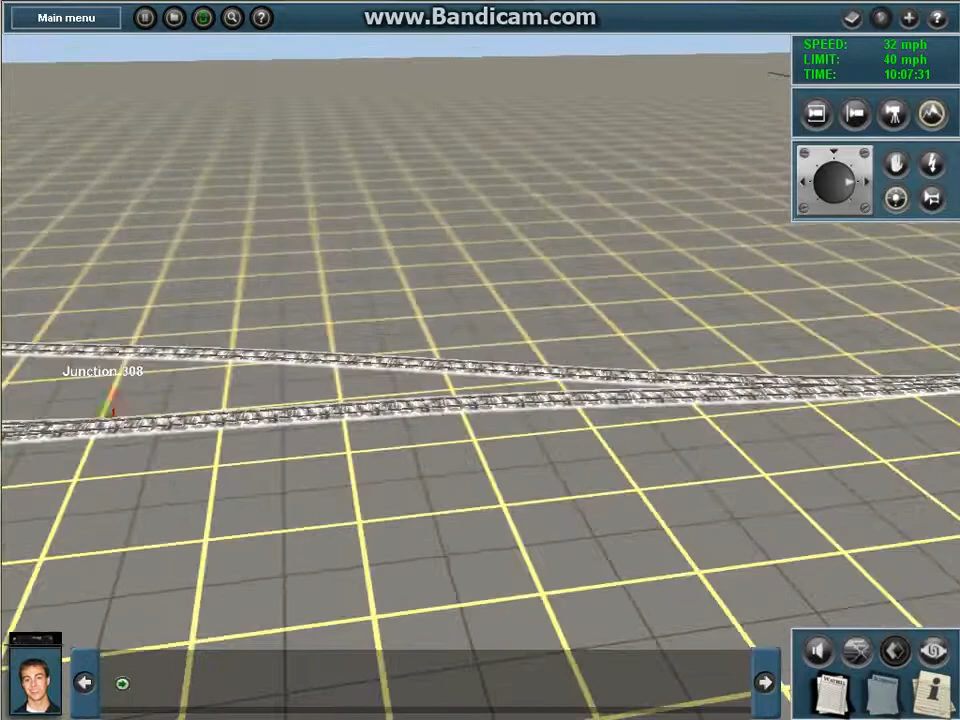 Main menu
www.Bandicam.com
SPEED: 32 mph
LIMIT: 40 mph
TIME: 10:07:31
Junction 308